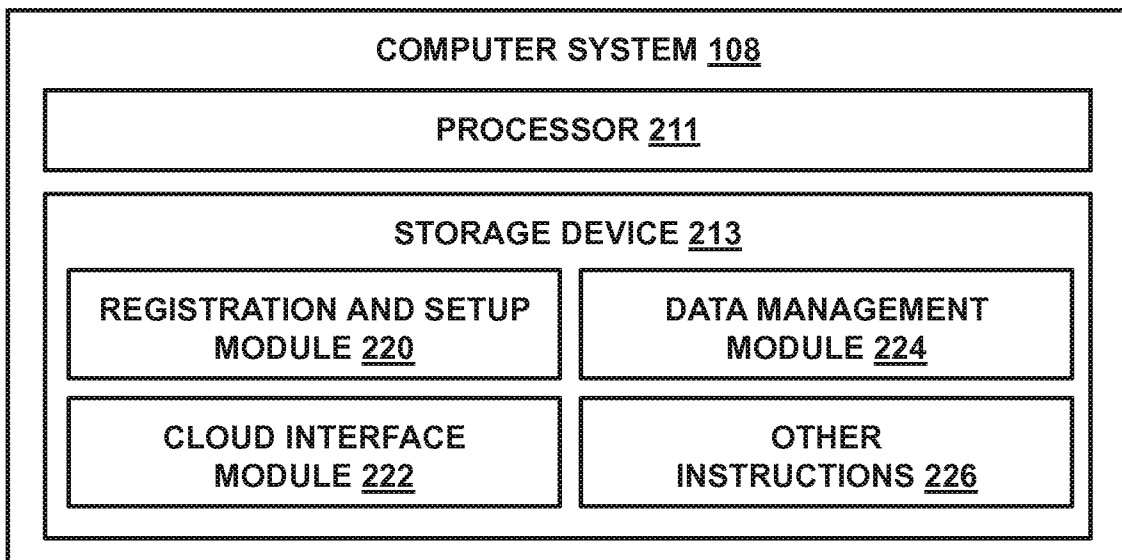 COMPUTER SYSTEM 108
PROCESSOR 211
STORAGE DEVICE 213
REGISTRATION AND SETUP
MODULE 220
DATA MANAGEMENT
MODULE 224
CLOUD INTERFACE
MODULE 222
OTHER
INSTRUCTIONS 226